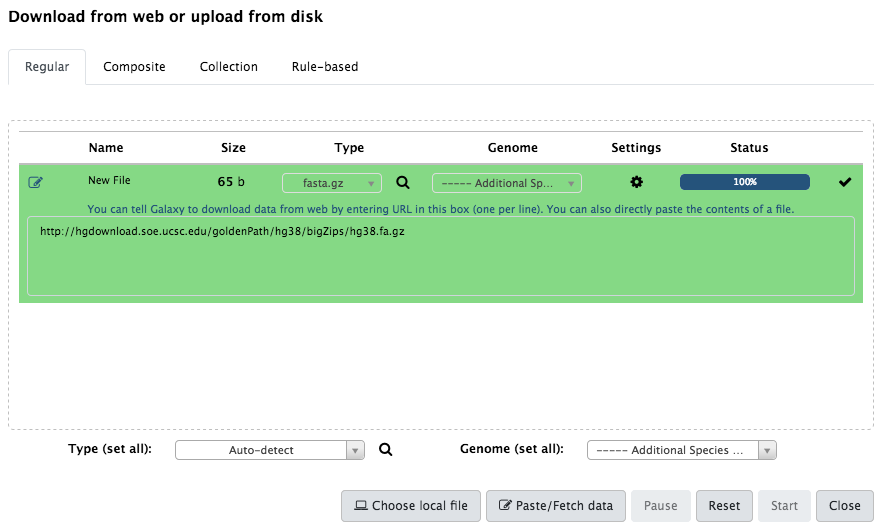 Download from web or upload from disk
Regular Composite Collection Rule-based
Name Size Type Genome Settings Status
New File 65 b fasta.gz ----- Additional Sp... 100%
You can tell Galaxy to download data from web by entering URL in this box (one per line). You can also directly paste the contents of a file.
http://hgdownload.soe.ucsc.edu/goldenPath/hg38/bigZips/hg38.fa.gz
Type (set all): Auto-detect Genome (set all): ----- Additional Species ...
Choose local file Paste/Fetch data Pause Reset Start Close